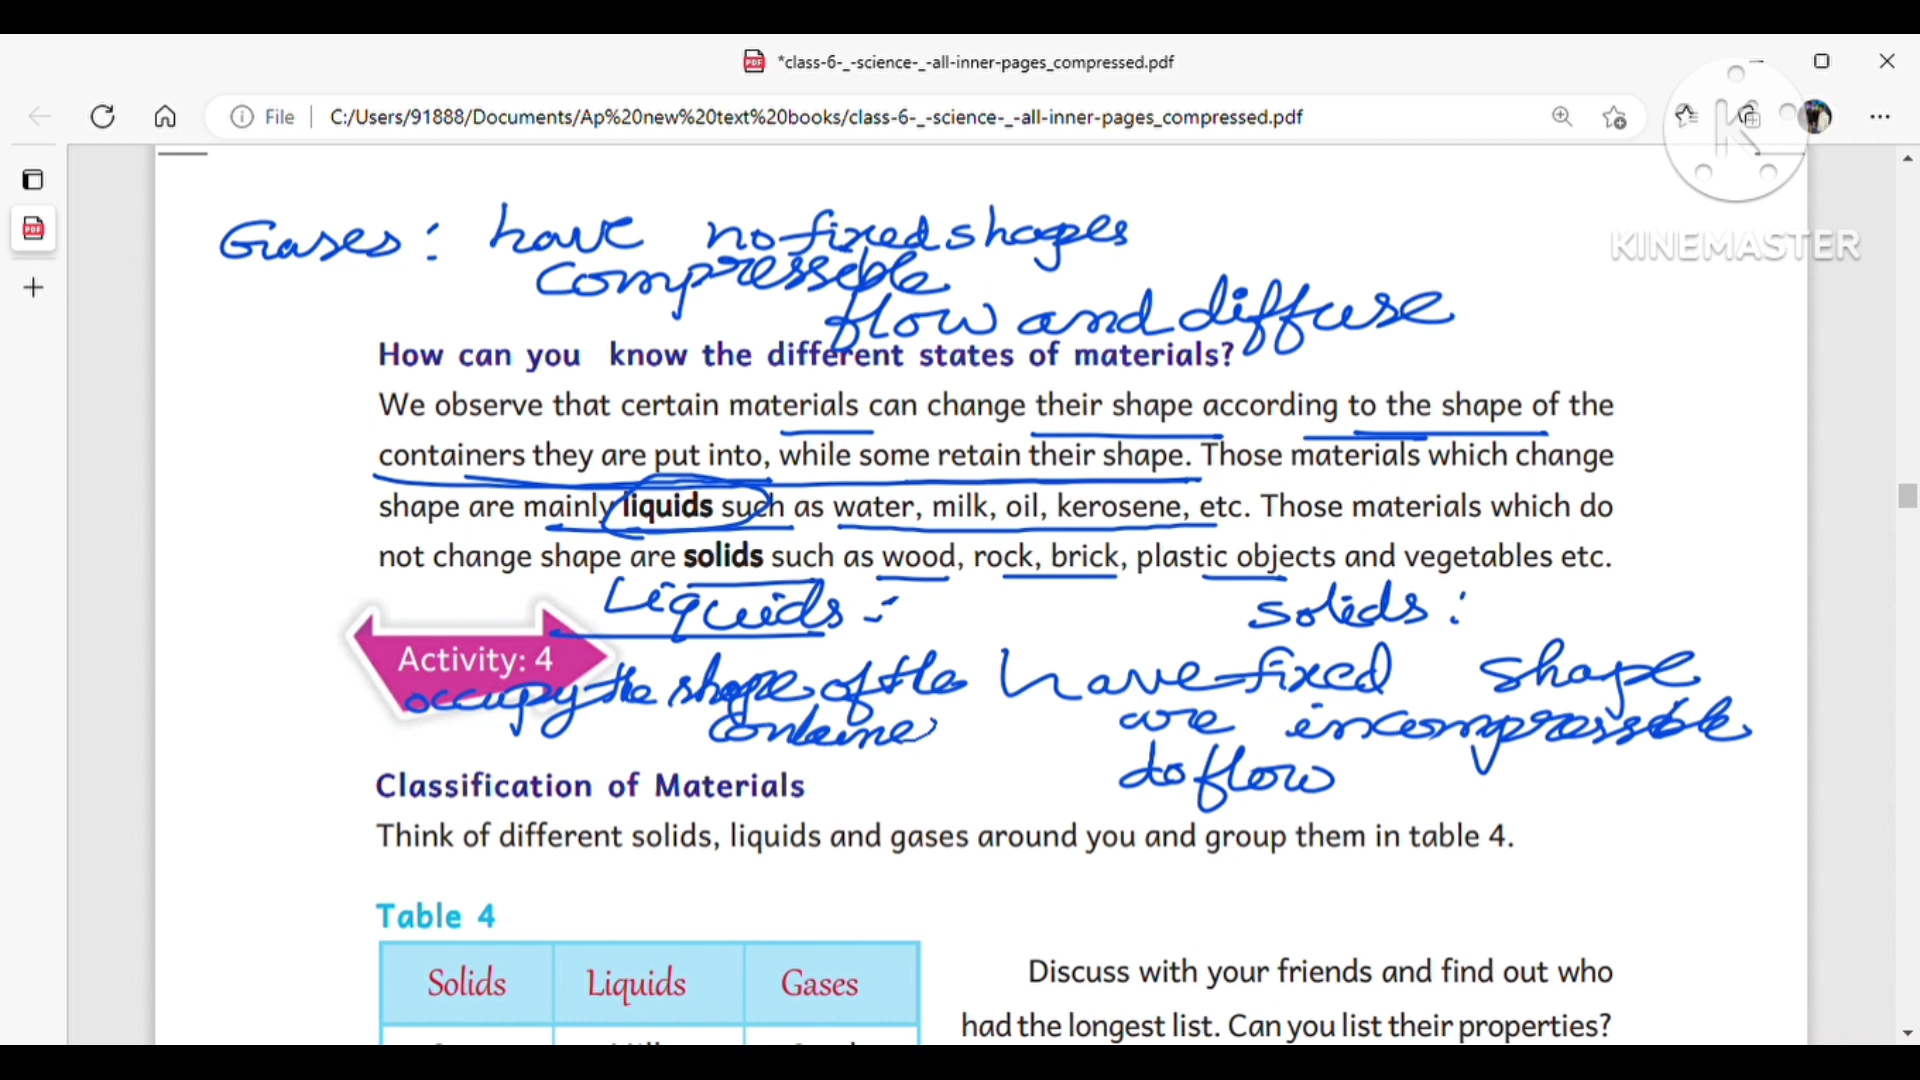 *class-6-_-science-_-all-inner-pages_compressed.pdf
File | C:/Users/91888/Documents/Ap%20new%20text%20books/class-6-_-science-_-all-inner-pages_compressed.pdf
KINEMASTER
Gases: have no fixed shapes
compressible
flow and diffuse
How can you know the different states of materials?
We observe that certain materials can change their shape according to the shape of the
containers they are put into, while some retain their shape. Those materials which change
shape are mainly liquids such as water, milk, oil, kerosene, etc. Those materials which do
not change shape are solids such as wood, rock, brick, plastic objects and vegetables etc.
Liquids :-
Solids :
Activity: 4
occupy the shape of the
containe
have fixed shape
are incompressible
do flow
Classification of Materials
Think of different solids, liquids and gases around you and group them in table 4.
Table 4
Solids Liquids Gases
Discuss with your friends and find out who
had the longest list. Can you list their properties?